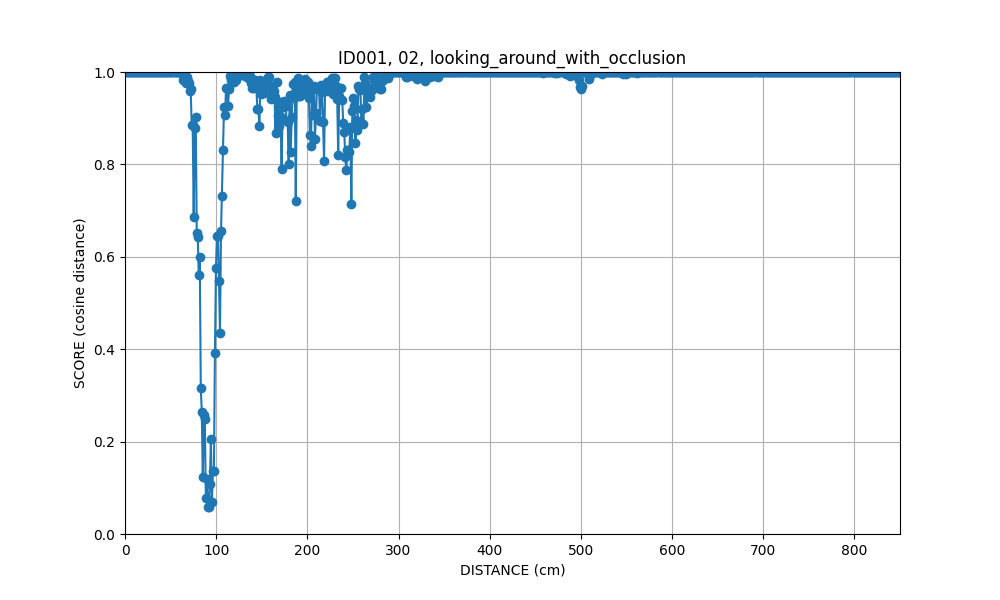 ID001, 02, looking_around_with_occlusion
1.0
0.8
0.6
0.4
0.2
0.0
SCORE (cosine distance)
0 100 200 300 400 500 600 700 800
DISTANCE (cm)